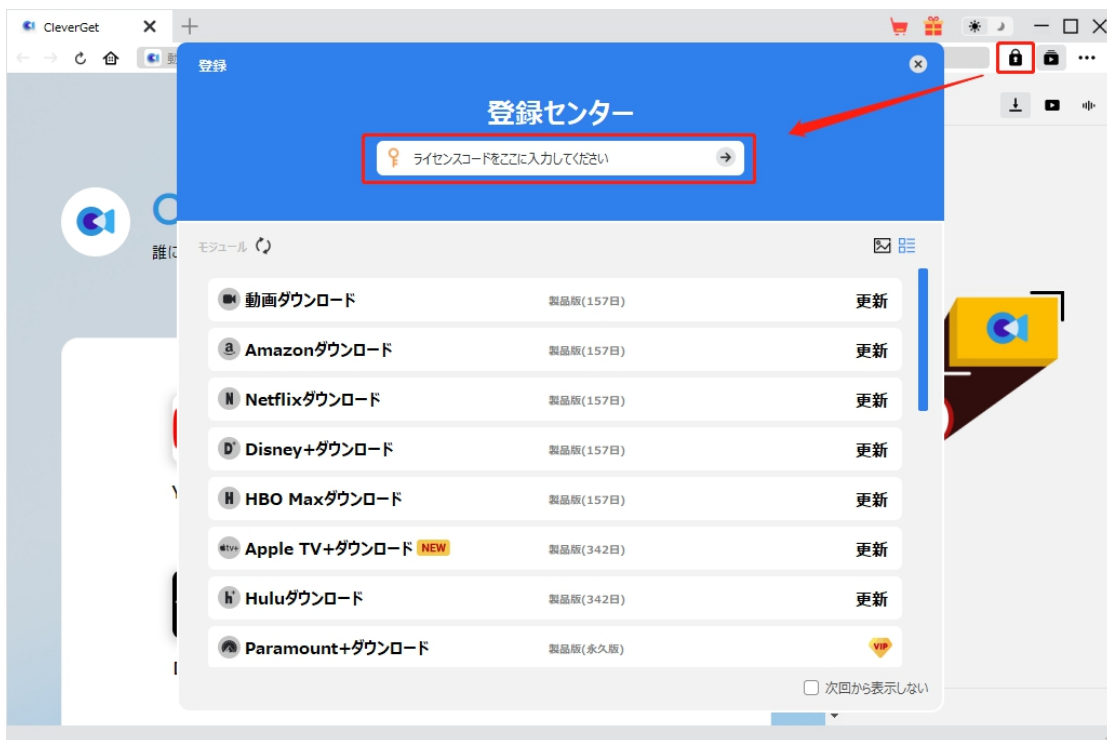 CleverGet
動
登録
登録センター
ライセンスコードをここに入力してください
誰に
モジュール
動画ダウンロード 製品版(157日) 更新
Amazonダウンロード 製品版(157日) 更新
Netflixダウンロード 製品版(157日) 更新
Disney+ダウンロード 製品版(157日) 更新
HBO Maxダウンロード 製品版(157日) 更新
Apple TV+ダウンロード NEW 製品版(342日) 更新
Huluダウンロード 製品版(342日) 更新
Paramount+ダウンロード 製品版(永久版) VIP
次回から表示しない